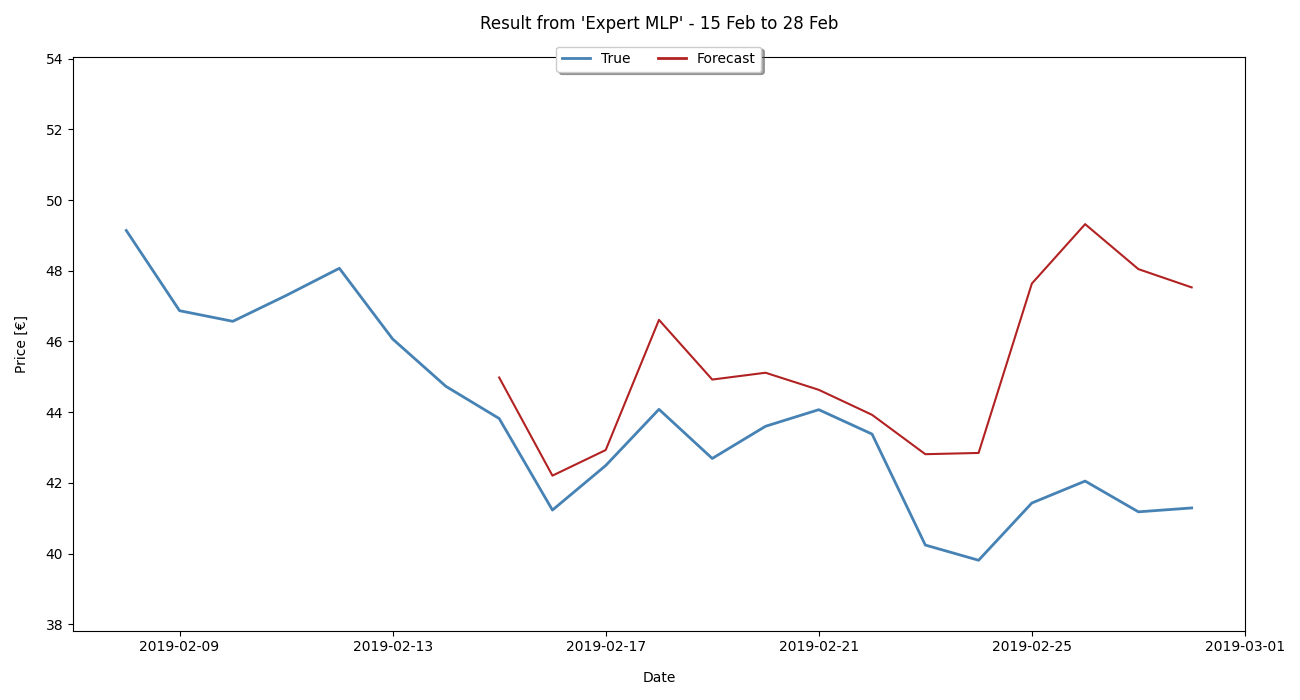 Result from 'Expert MLP' - 15 Feb to 28 Feb
True Forecast
54
52
50
48
46
44
42
40
38
Price [€]
2019-02-09 2019-02-13 2019-02-17 2019-02-21 2019-02-25 2019-03-01
Date